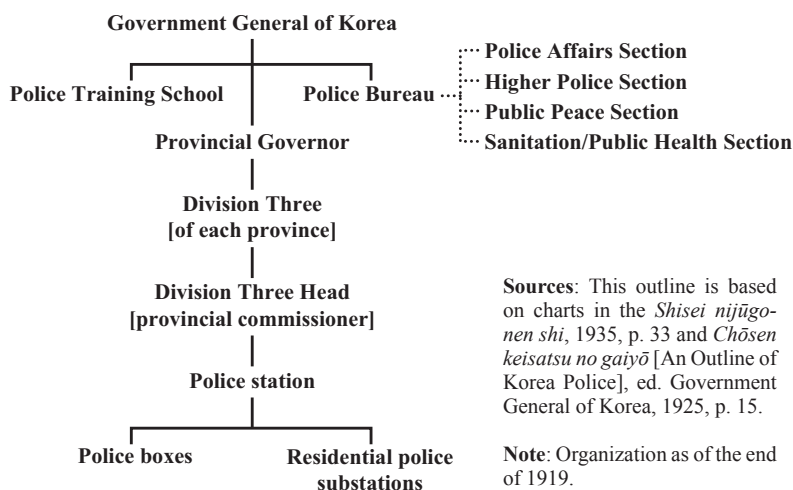 Government General of Korea
Police Training School
Police Bureau
Police Affairs Section
Higher Police Section
Public Peace Section
Sanitation/Public Health Section
Provincial Governor
Division Three
[of each province]
Division Three Head
[provincial commissioner]
Police station
Police boxes
Residential police
substations
Sources: This outline is based
on charts in the Shisei nijūgo-
nen shi, 1935, p. 33 and Chōsen
keisatsu no gaiyō [An Outline of
Korea Police], ed. Government
General of Korea, 1925, p. 15.
Note: Organization as of the end
of 1919.